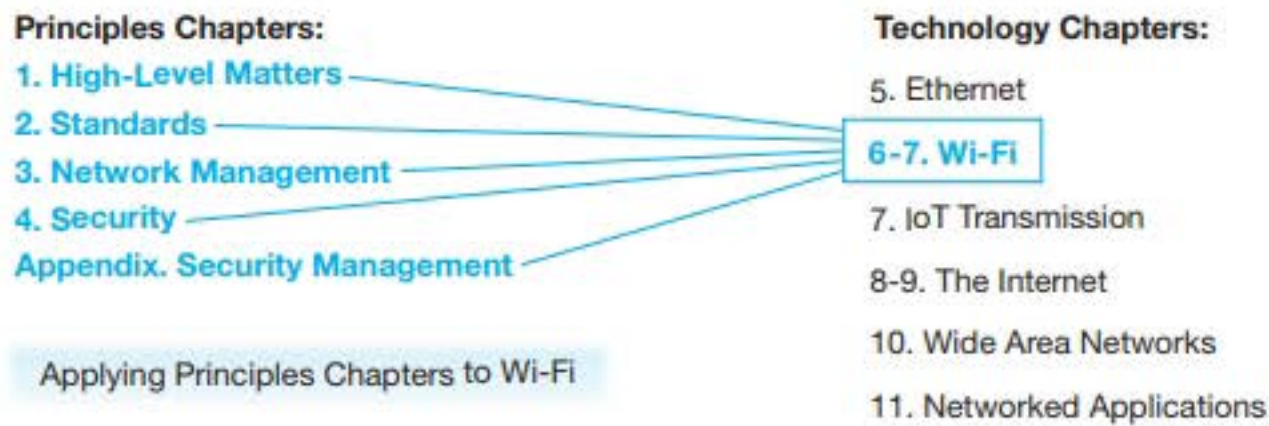 Principles Chapters:
1. High-Level Matters
2. Standards
3. Network Management
4. Security
Appendix. Security Management
Applying Principles Chapters to Wi-Fi
Technology Chapters:
5. Ethernet
6-7. Wi-Fi
7. IoT Transmission
8-9. The Internet
10. Wide Area Networks
11. Networked Applications